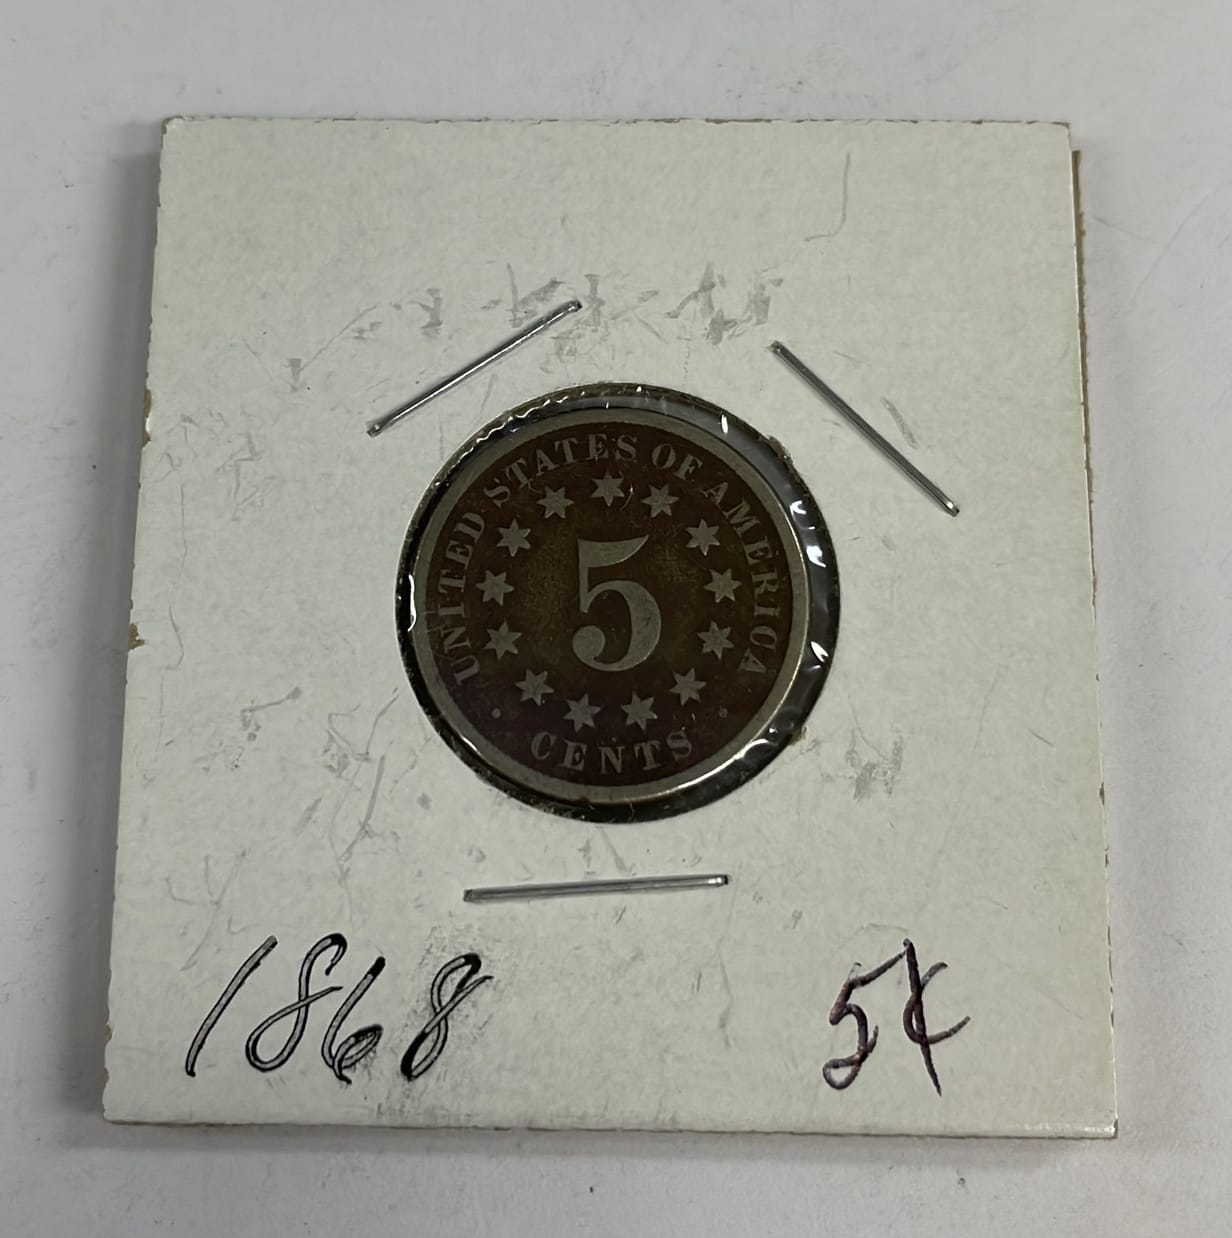 UNITED STATES OF AMERICA
5
CENTS
1868 5¢